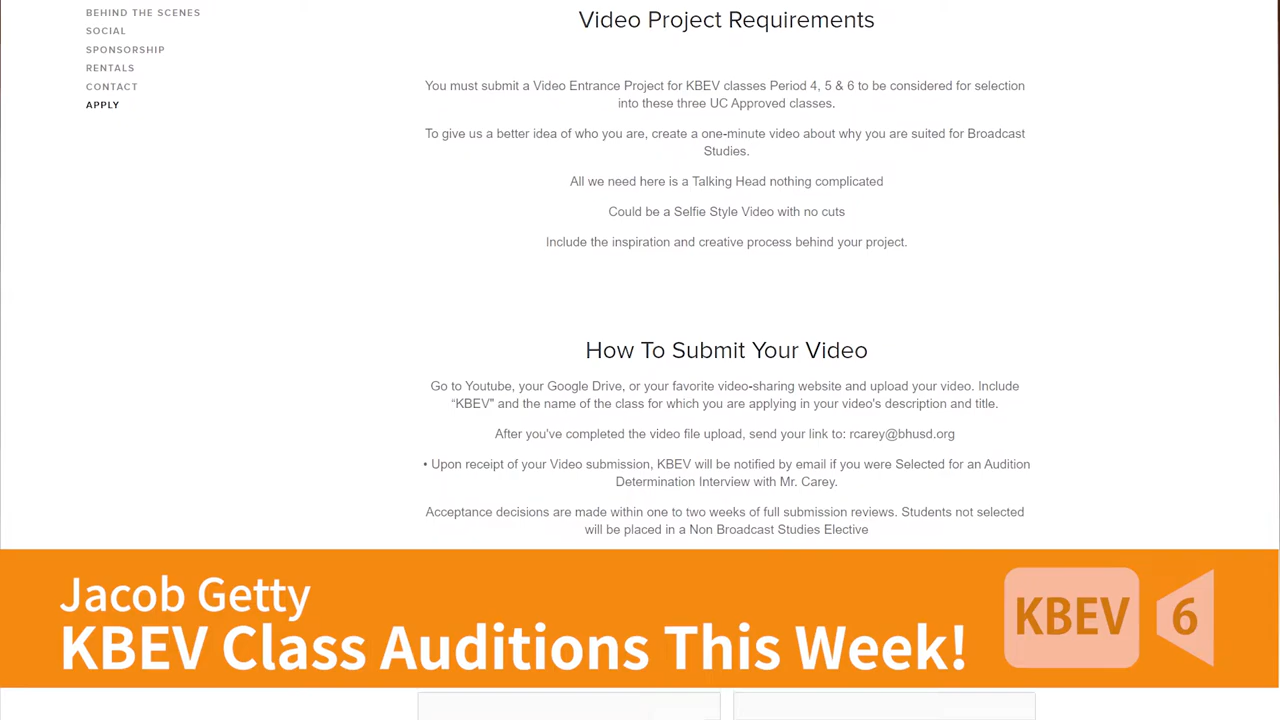 BEHIND THE SCENES
SOCIAL
SPONSORSHIP
RENTALS
CONTACT
APPLY
Video Project Requirements
You must submit a Video Entrance Project for KBEV classes Period 4, 5 & 6 to be considered for selection
into these three UC Approved classes.
To give us a better idea of who you are, create a one-minute video about why you are suited for Broadcast
Studies.
All we need here is a Talking Head nothing complicated
Could be a Selfie Style Video with no cuts
Include the inspiration and creative process behind your project.
How To Submit Your Video
Go to Youtube, your Google Drive, or your favorite video-sharing website and upload your video. Include
“KBEV" and the name of the class for which you are applying in your video's description and title.
After you've completed the video file upload, send your link to: rcarey@bhusd.org
• Upon receipt of your Video submission, KBEV will be notified by email if you were Selected for an Audition
Determination Interview with Mr. Carey.
Acceptance decisions are made within one to two weeks of full submission reviews. Students not selected
will be placed in a Non Broadcast Studies Elective
Jacob Getty
KBEV Class Auditions This Week!
KBEV 6